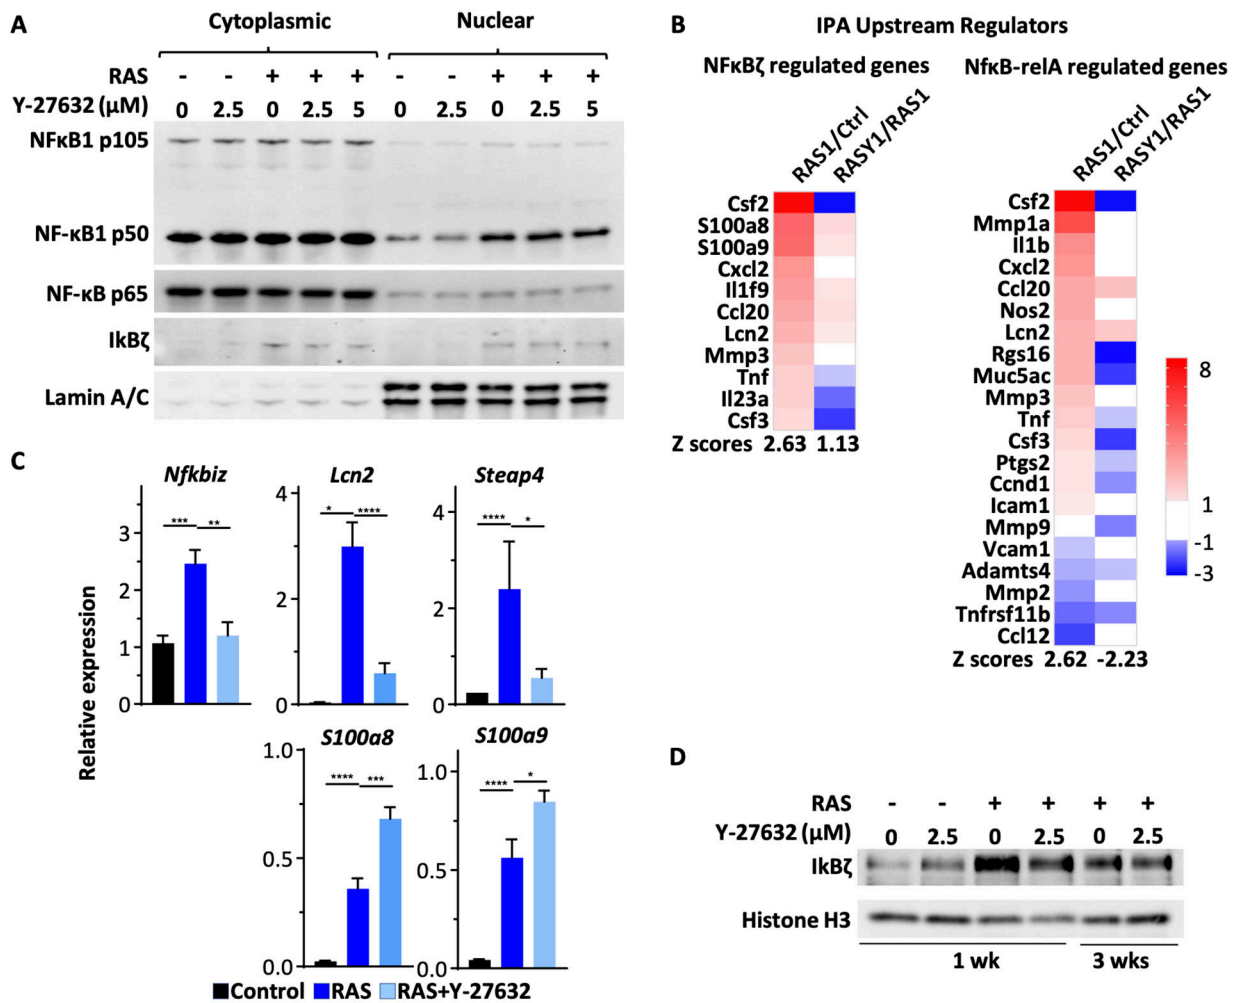 A
Cytoplasmic Nuclear
RAS - - + + + - - + + +
Y-27632 (µM) 0 2.5 0 2.5 5 0 2.5 0 2.5 5
NFκB1 p105
NF-κB1 p50
NF-κB p65
IkBζ
Lamin A/C
B
IPA Upstream Regulators
NFκBζ regulated genes
RAS1/Ctrl
RASY1/RAS1
Csf2
S100a8
S100a9
Cxcl2
Il1f9
Ccl20
Lcn2
Mmp3
Tnf
Il23a
Csf3
Z scores 2.63 1.13
NfκB-relA regulated genes
RAS1/Ctrl
RASY1/RAS1
Csf2
Mmp1a
Il1b
Cxcl2
Ccl20
Nos2
Lcn2
Rgs16
Muc5ac
Mmp3
Tnf
Csf3
Ptgs2
Ccnd1
Icam1
Mmp9
Vcam1
Adamts4
Mmp2
Tnfrsf11b
Ccl12
Z scores 2.62 -2.23
8
1
-1
-3
C
Relative expression
Nfkbiz
*** **
3
2
1
0
Lcn2
* ****
4
2
0
Steap4
**** *
4
2
0
S100a8
**** ***
1.0
0.5
0.0
S100a9
**** *
1.0
0.5
0.0
Control RAS RAS+Y-27632
D
RAS - - + + + +
Y-27632 (µM) 0 2.5 0 2.5 0 2.5
IkBζ
Histone H3
1 wk 3 wks